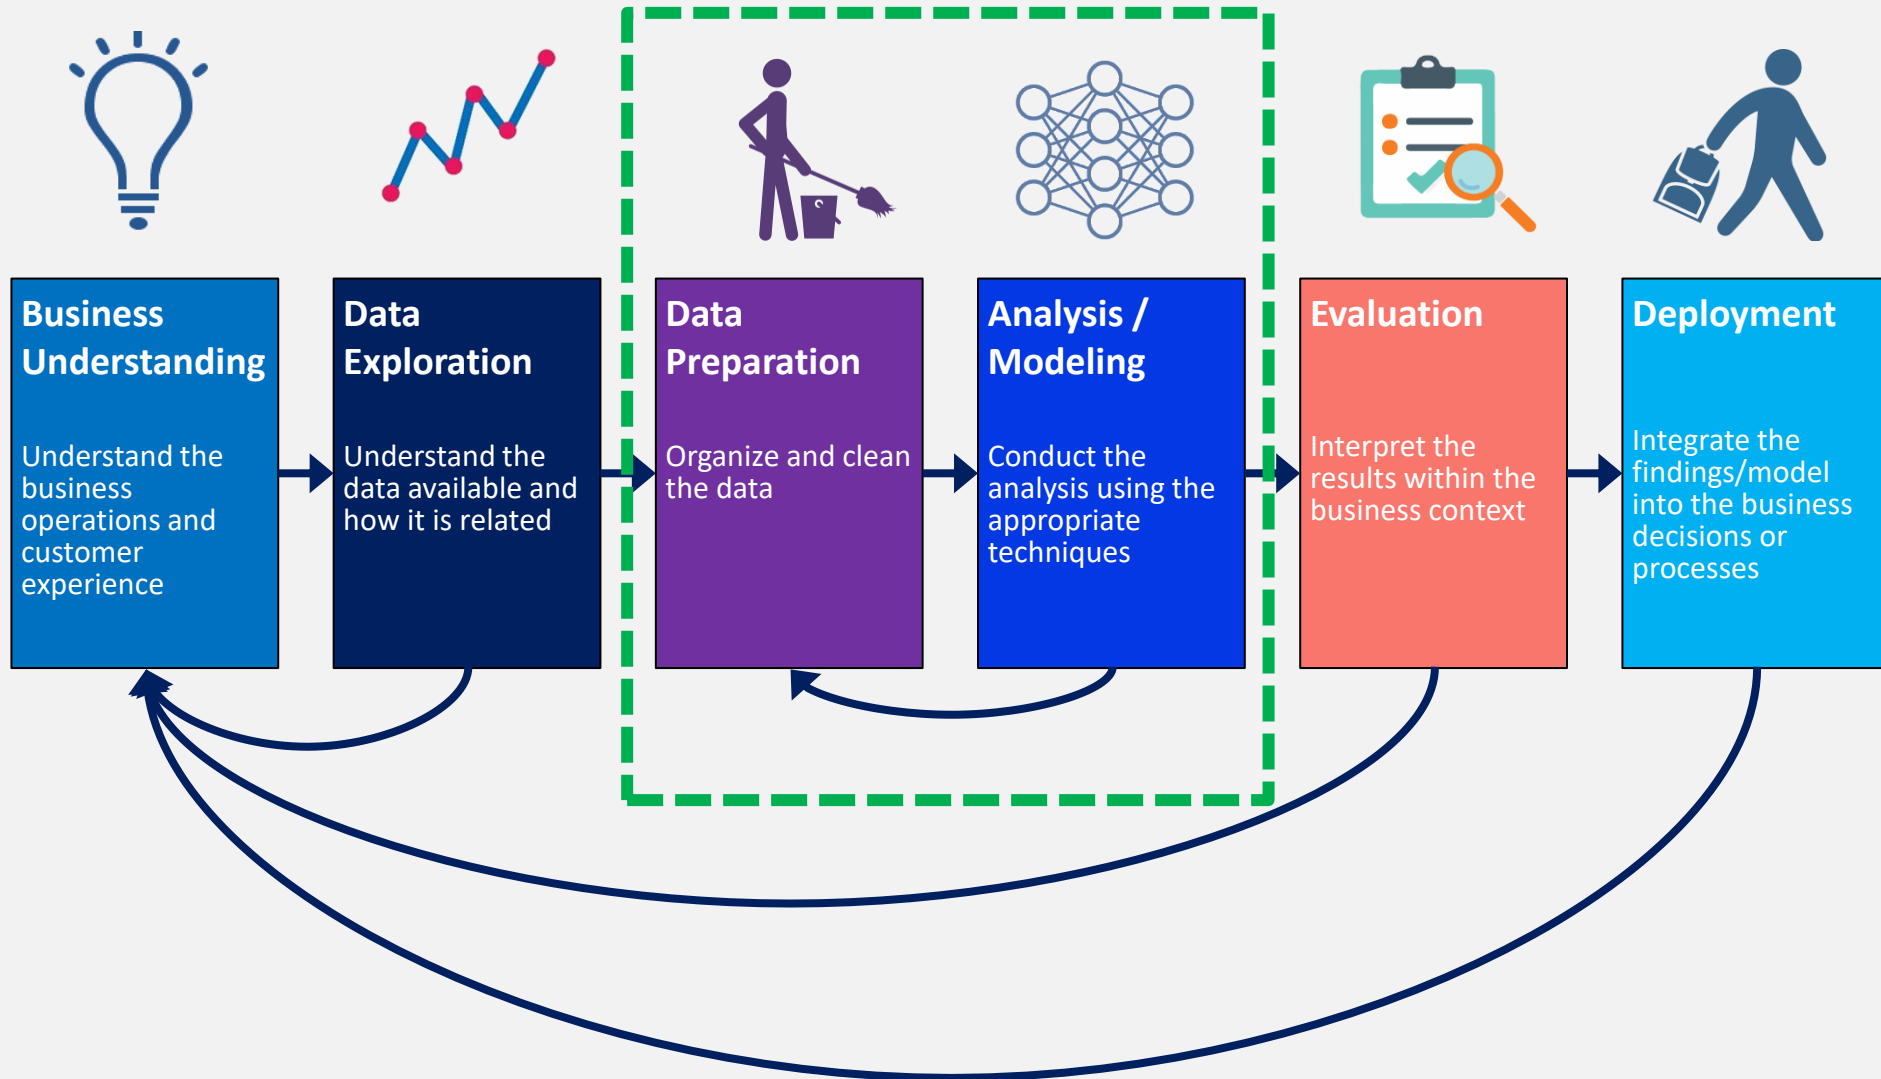 Business
Understanding
Understand the
business
operations and
customer
experience
Data
Exploration
Understand the
data available and
how it is related
Data
Preparation
Organize and clean
the data
Analysis /
Modeling
Conduct the
analysis using the
appropriate
techniques
Evaluation
Interpret the
results within the
business context
Deployment
Integrate the
findings/model
into the business
decisions or
processes